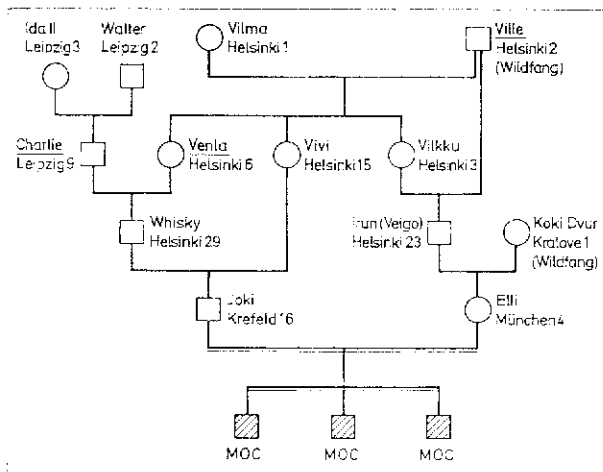 Ida II
Leipzig 3
Walter
Leipzig 2
Vilma
Helsinki 1
Ville
Helsinki 2
(Wildfang)
Charlie
Leipzig 9
Venla
Helsinki 6
Vivi
Helsinki 15
Vilkku
Helsinki 3
Whisky
Helsinki 29
(Veigo)
Helsinki 23
Koki Dvur
Kralove 1
(Wildfang)
Joki
Krefeld 16
Elli
München 4
MOC
MOC
MOC